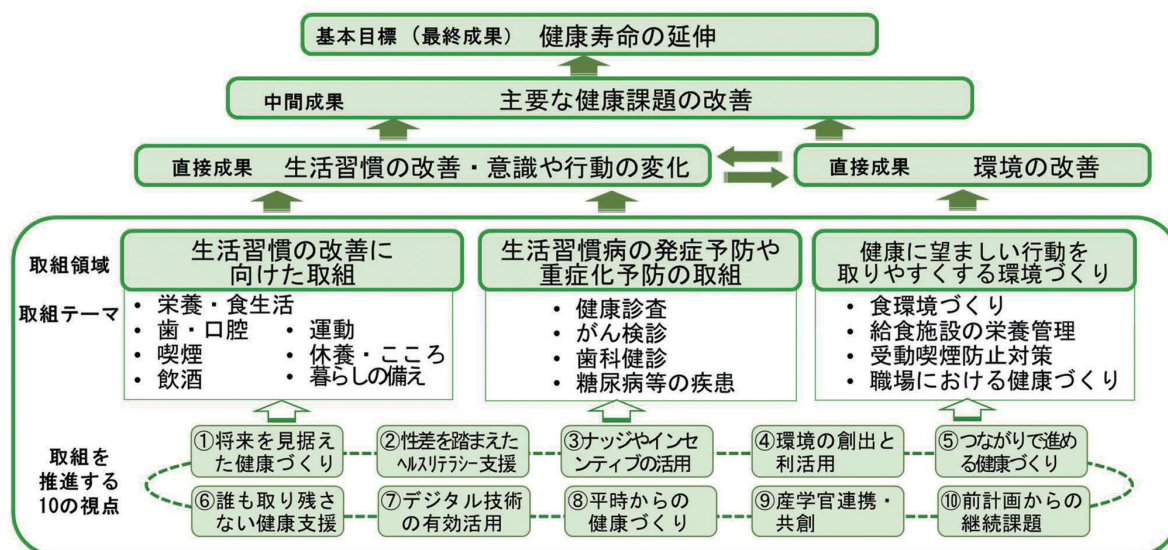 基本目標（最終成果） 健康寿命の延伸
中間成果 主要な健康課題の改善
直接成果 生活習慣の改善・意識や行動の変化
直接成果 環境の改善
取組領域
生活習慣の改善に
向けた取組
生活習慣病の発症予防や
重症化予防の取組
健康に望ましい行動を
取りやすくする環境づくり
取組テーマ
• 栄養・食生活
• 歯・口腔
• 喫煙
• 飲酒
• 運動
• 休養・こころ
• 暮らしの備え
• 健康診査
• がん検診
• 歯科健診
• 糖尿病等の疾患
• 食環境づくり
• 給食施設の栄養管理
• 受動喫煙防止対策
• 職場における健康づくり
取組を
推進する
10の視点
①将来を見据え
た健康づくり
②性差を踏まえた
ヘルスリテラシー支援
③ナッジやインセ
ンティブの活用
④環境の創出と
利活用
⑤つながりで進め
る健康づくり
⑥誰も取り残さ
ない健康支援
⑦デジタル技術
の有効活用
⑧平時からの
健康づくり
⑨産学官連携・
共創
⑩前計画からの
継続課題